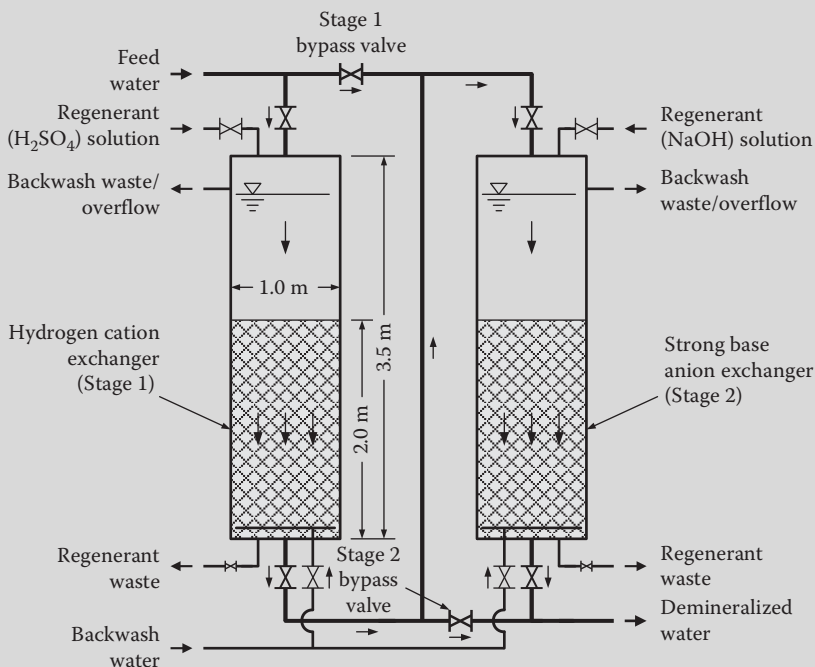 Stage 1
bypass valve
Feed
water
Regenerant
(H₂SO₄) solution
Regenerant
(NaOH) solution
Backwash waste/
overflow
Backwash
waste/overflow
1.0 m
3.5 m
2.0 m
Hydrogen cation
exchanger
(Stage 1)
Strong base
anion exchanger
(Stage 2)
Regenerant
waste
Stage 2
bypass
valve
Regenerant
waste
Demineralized
water
Backwash
water